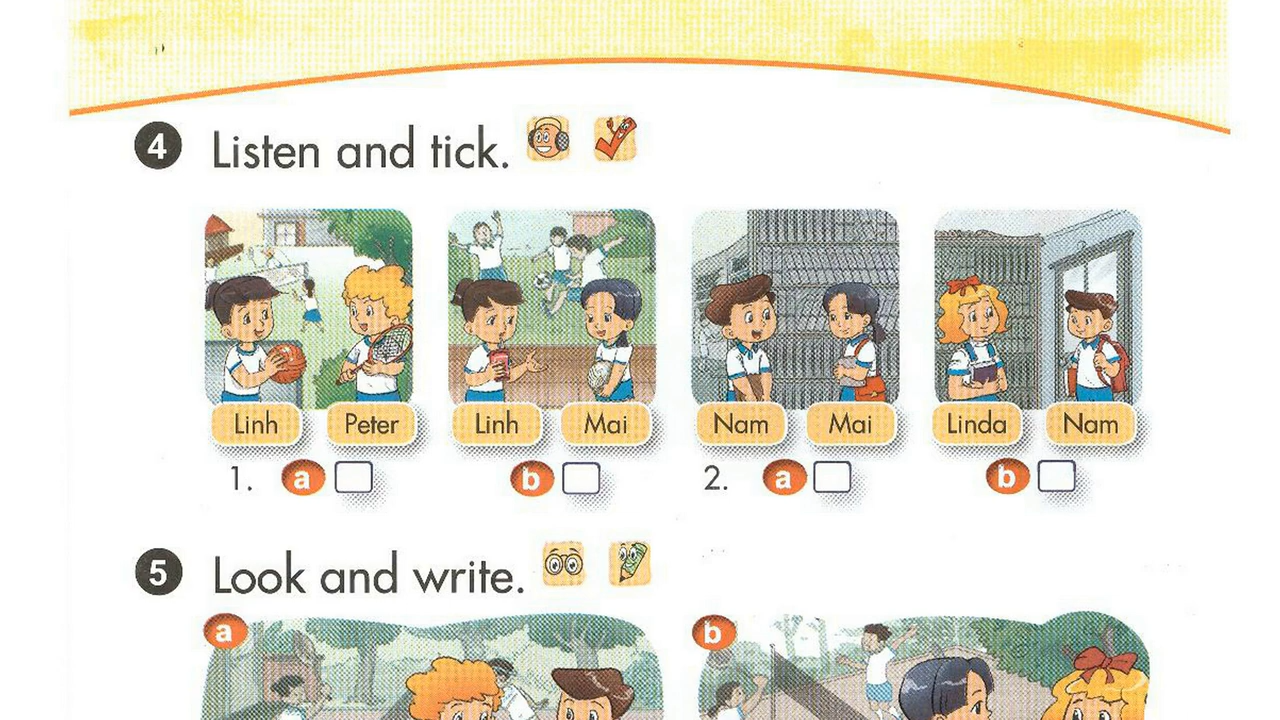 4 Listen and tick.
Linh Peter Linh Mai Nam Mai Linda Nam
1. a b 2. a b
5 Look and write.
a b